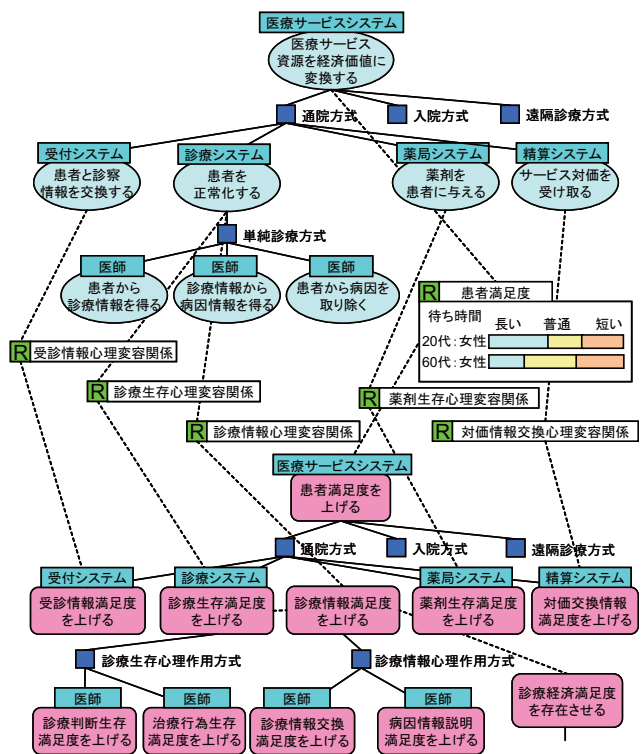 医療サービスシステム
医療サービス
資源を経済価値に
変換する
通院方式
入院方式
遠隔診療方式
受付システム
診療システム
薬局システム
精算システム
患者と診察
情報を交換する
患者を
正常化する
薬剤を
患者に与える
サービス対価を
受け取る
単純診療方式
医師
医師
医師
患者から
診療情報を得る
診療情報から
病因情報を得る
患者から病因を
取り除く
R 患者満足度
待ち時間
長い 普通 短い
20代：女性
60代：女性
R 受診情報心理変容関係
R 診療生存心理変容関係
R 薬剤生存心理変容関係
R 診療情報心理変容関係
R 対価情報交換心理変容関係
医療サービスシステム
患者満足度を
上げる
通院方式
入院方式
遠隔診療方式
受付システム
診療システム
薬局システム
精算システム
受診情報満足度
を上げる
診療生存満足度
を上げる
診療情報満足度
を上げる
薬剤生存満足度
を上げる
対価交換情報
満足度を上げる
診療生存心理作用方式
診療情報心理作用方式
医師
医師
医師
医師
診療判断生存
満足度を上げる
治療行為生存
満足度を上げる
診療情報交換
満足度を上げる
病因情報説明
満足度を上げる
診療経済満足度
を存在させる